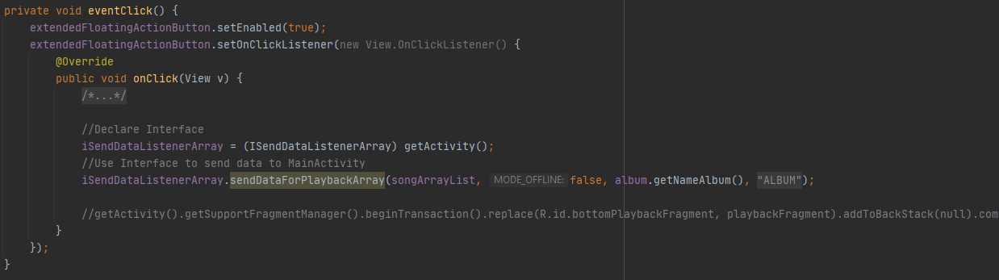 private void eventClick() {
extendedFloatingActionButton.setEnabled(true);
extendedFloatingActionButton.setOnClickListener(new View.OnClickListener() {
@Override
public void onClick(View v) {
/*...*/
//Declare Interface
iSendDataListenerArray = (ISendDataListenerArray) getActivity();
//Use Interface to send data to MainActivity
iSendDataListenerArray.sendDataForPlaybackArray(songArrayList, MODE_OFFLINE: false, album.getNameAlbum(), "ALBUM");
//getActivity().getSupportFragmentManager().beginTransaction().replace(R.id.bottomPlaybackFragment, playbackFragment).addToBackStack(null).com
}
});
}